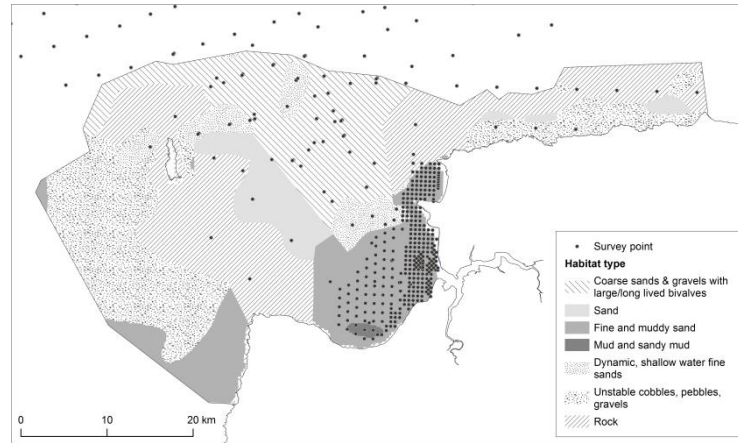 Survey point
Habitat type
Coarse sands & gravels with
large/long lived bivalves
Sand
Fine and muddy sand
Mud and sandy mud
Dynamic, shallow water fine
sands
Unstable cobbles, pebbles,
gravels
Rock
0 10 20 km